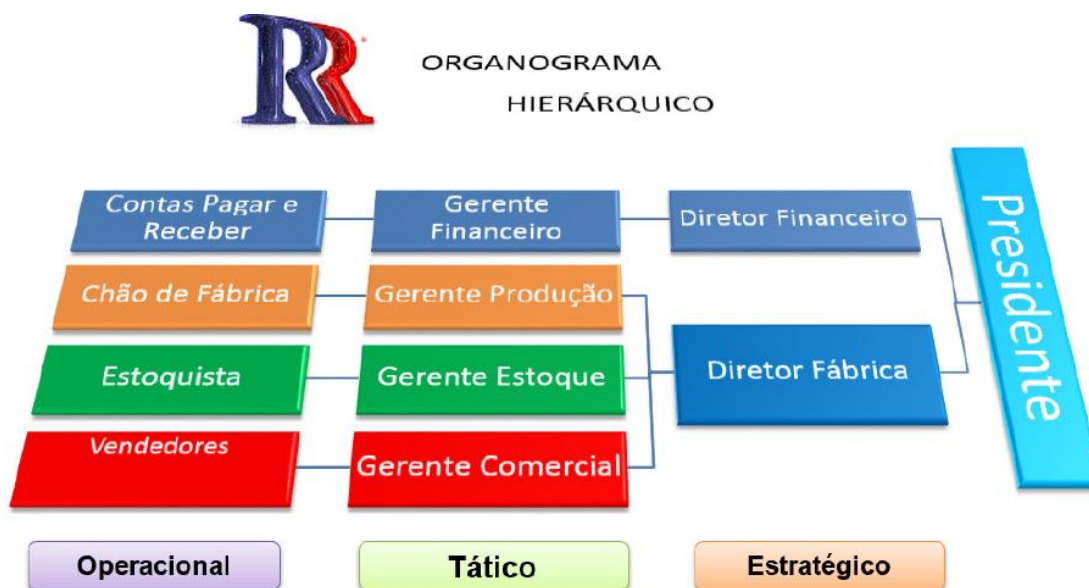 RR
ORGANOGRAMA
HIERÁRQUICO
Contas Pagar e
Receber
Gerente
Financeiro
Diretor Financeiro
Presidente
Chão de Fábrica
Gerente Produção
Diretor Fábrica
Estoquista
Gerente Estoque
Vendedores
Gerente Comercial
Operacional
Tático
Estratégico